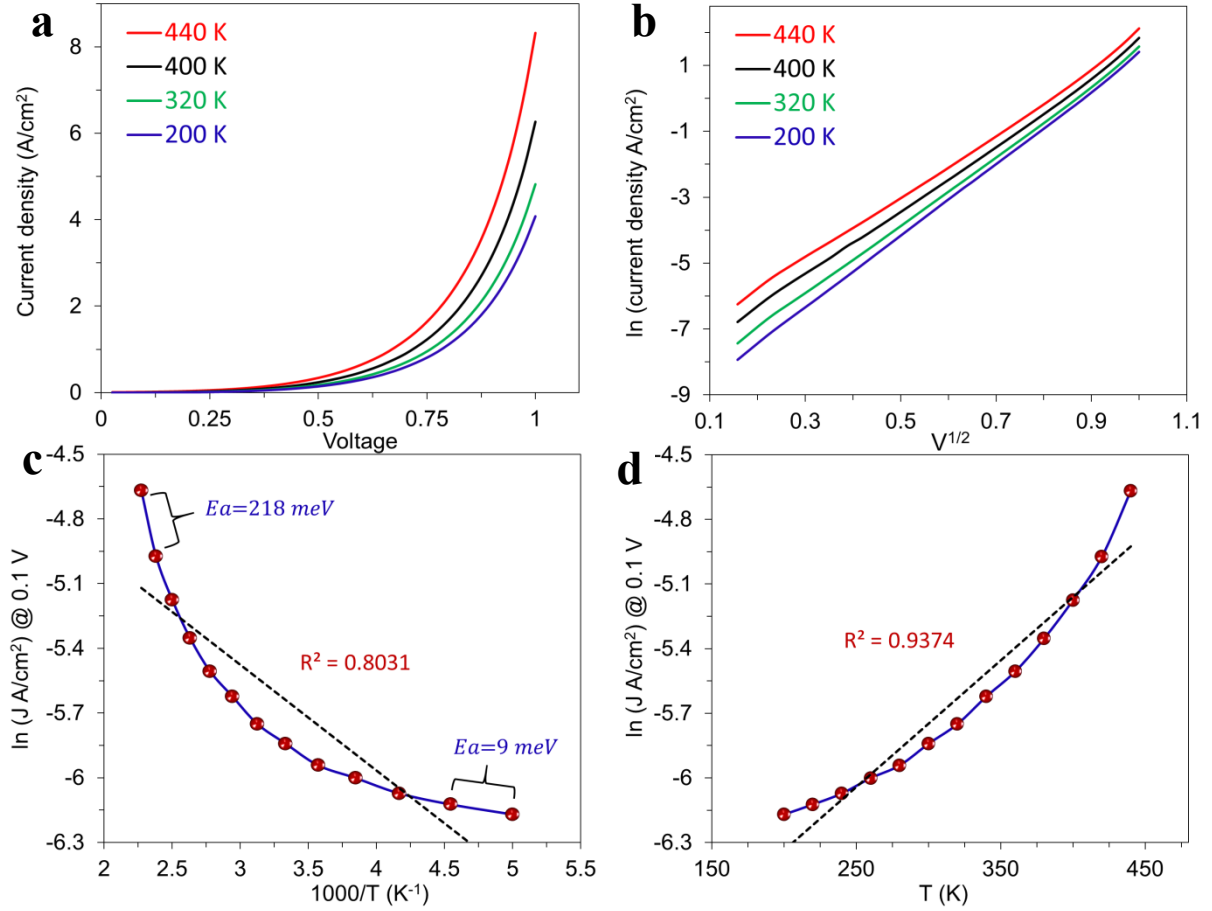 a
440 K
400 K
320 K
200 K
Current density (A/cm²)
8
6
4
2
0
0
0.25
0.5
0.75
1
Voltage
b
440 K
400 K
320 K
200 K
ln (current density A/cm²)
1
-1
-3
-5
-7
-9
0.1
0.3
0.5
0.7
0.9
1.1
V^1/2
c
Ea=218 meV
R² = 0.8031
Ea=9 meV
ln (J A/cm²) @ 0.1 V
-4.5
-4.8
-5.1
-5.4
-5.7
-6
-6.3
2
2.5
3
3.5
4
4.5
5
5.5
1000/T (K⁻¹)
d
R² = 0.9374
ln (J A/cm²) @ 0.1 V
-4.5
-4.8
-5.1
-5.4
-5.7
-6
-6.3
150
250
350
450
T (K)